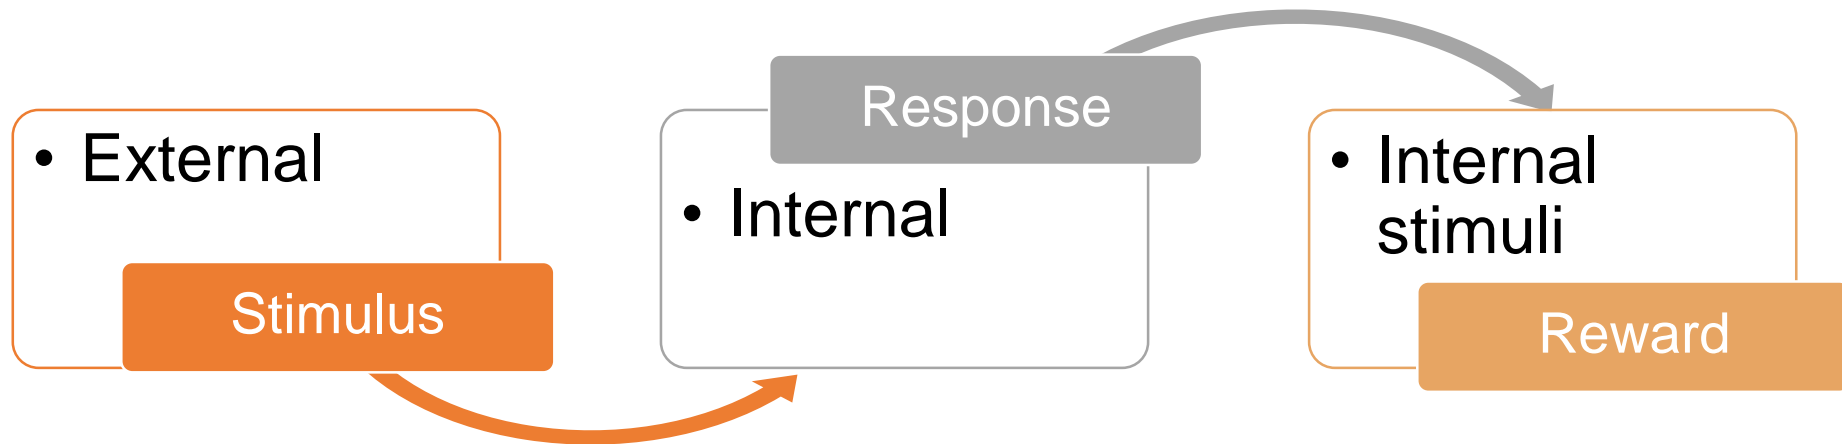 • External
Stimulus
Response
• Internal
• Internal
stimuli
Reward